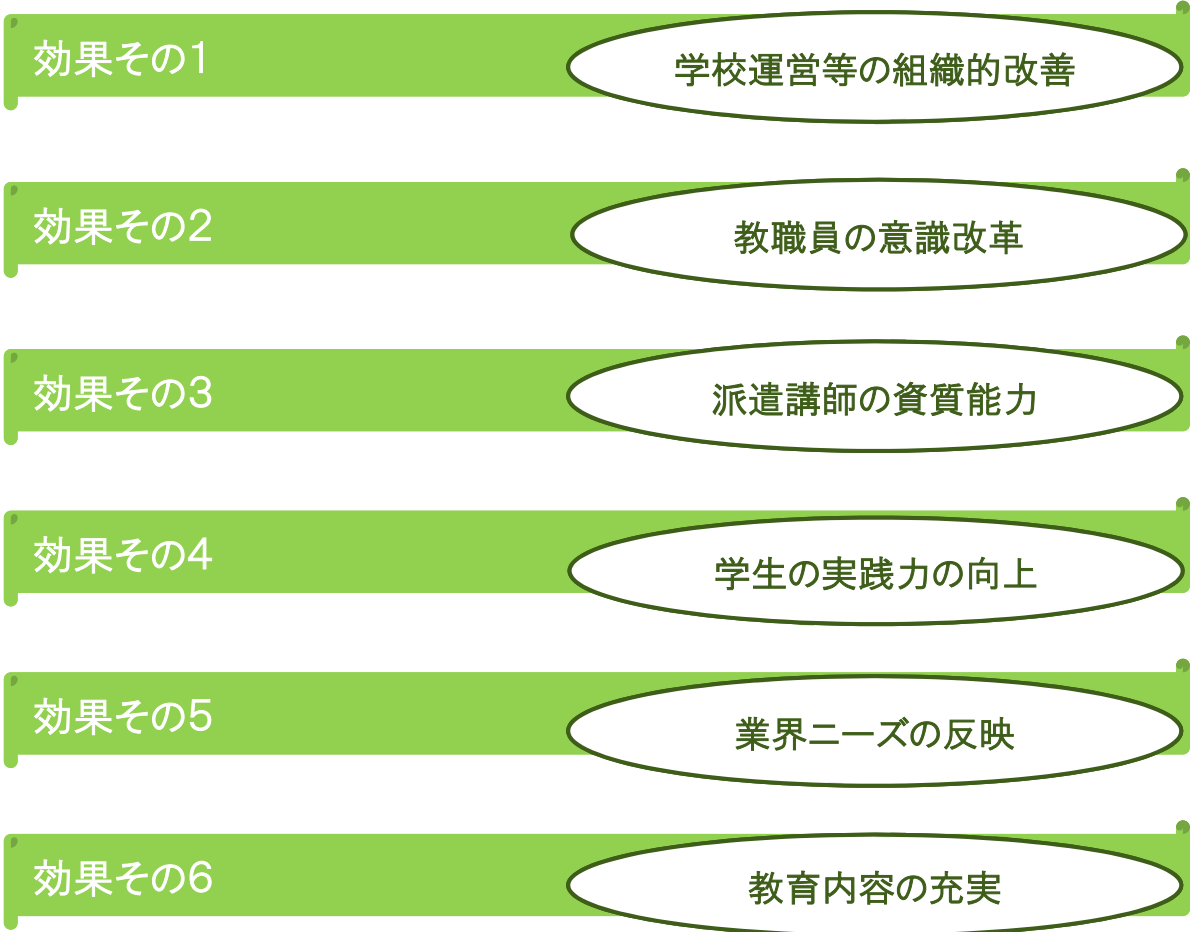 効果その1
学校運営等の組織的改善
効果その2
教職員の意識改革
効果その3
派遣講師の資質能力
効果その4
学生の実践力の向上
効果その5
業界ニーズの反映
効果その6
教育内容の充実